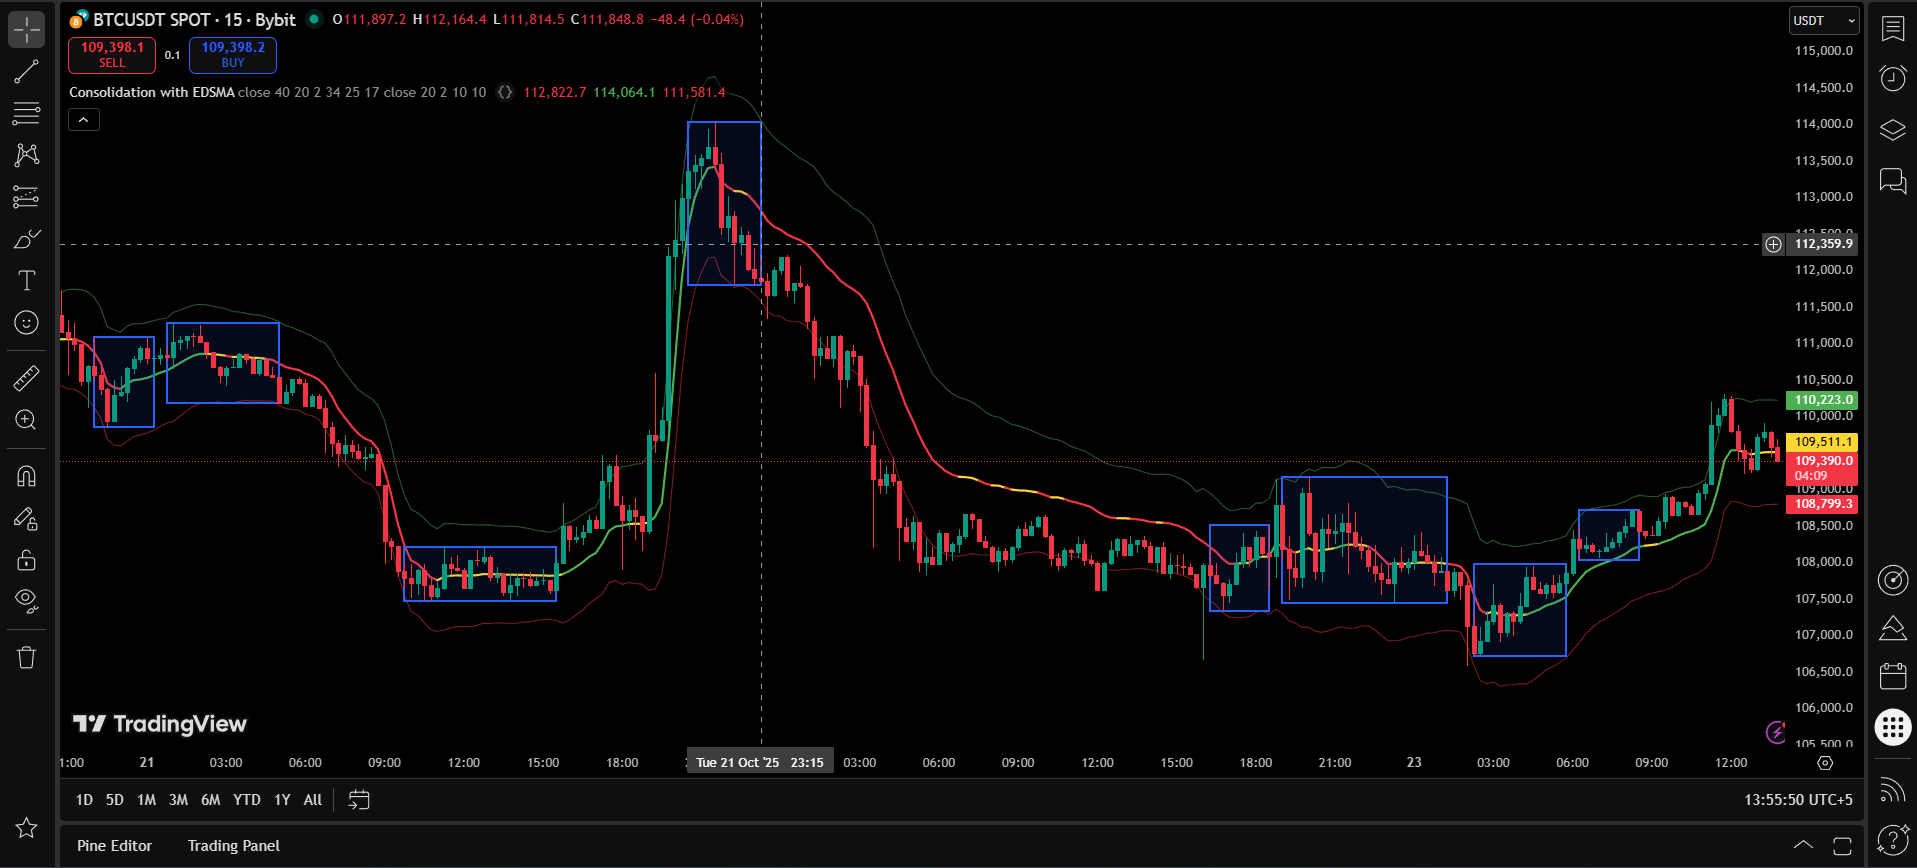 BTCUSDT SPOT · 15 · Bybit O111,897.2 H112,164.4 L111,814.5 C111,848.8 −48.4 (−0.04%)
109,398.1 SELL
0.1
109,398.2 BUY
Consolidation with EDSMA close 40 20 2 34 25 17 close 20 2 10 10 112,822.7 114,064.1 111,581.4
USDT
115,000.0
114,500.0
114,000.0
113,500.0
113,000.0
112,500.0
112,359.9
112,000.0
111,500.0
111,000.0
110,500.0
110,223.0
110,000.0
109,511.1
109,390.0
04:09
109,000.0
108,799.3
108,500.0
108,000.0
107,500.0
107,000.0
106,500.0
106,000.0
105,500.0
TradingView
21 03:00 06:00 09:00 12:00 15:00 18:00 Tue 21 Oct '25 23:15 03:00 06:00 09:00 12:00 15:00 18:00 21:00 23 03:00 06:00 09:00 12:00
1D 5D 1M 3M 6M YTD 1Y All
13:55:50 UTC+5
Pine Editor Trading Panel